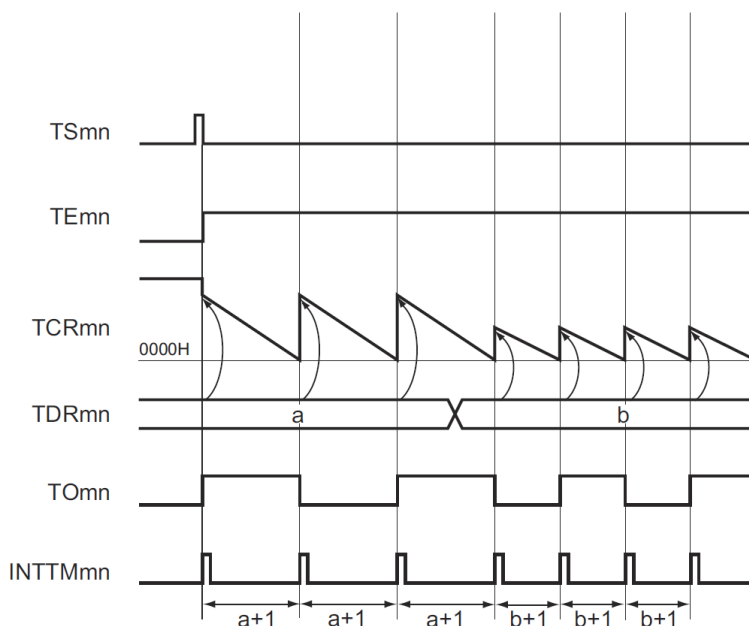 TSmn
TEmn
TCRmn
0000H
TDRmn
a
b
TOmn
INTTMmn
a+1 a+1 a+1 b+1 b+1 b+1